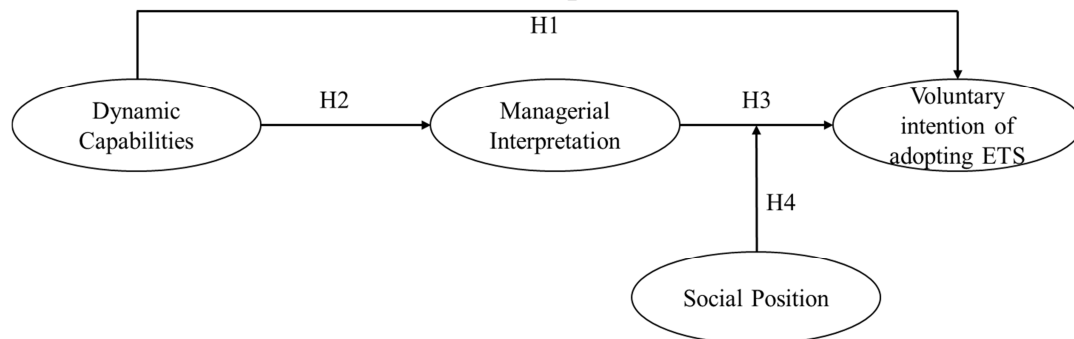 H1
Dynamic
Capabilities
H2
Managerial
Interpretation
H3
Voluntary
intention of
adopting ETS
H4
Social Position